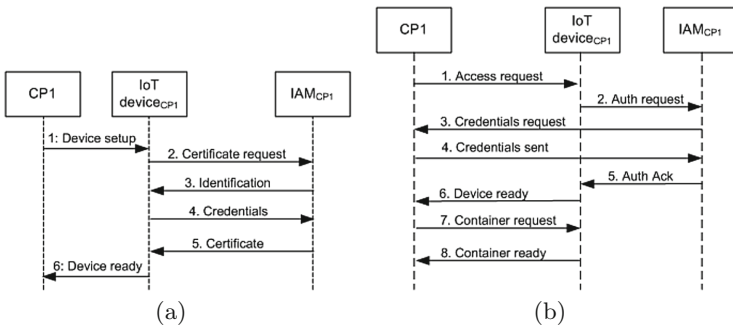 CP1
IoT
deviceCP1
IAMCP1
1: Device setup
2. Certificate request
3. Identification
4. Credentials
5. Certificate
6: Device ready
(a)
CP1
IoT
deviceCP1
IAMCP1
1. Access request
2. Auth request
3. Credentials request
4. Credentials sent
5. Auth Ack
6. Device ready
7. Container request
8. Container ready
(b)